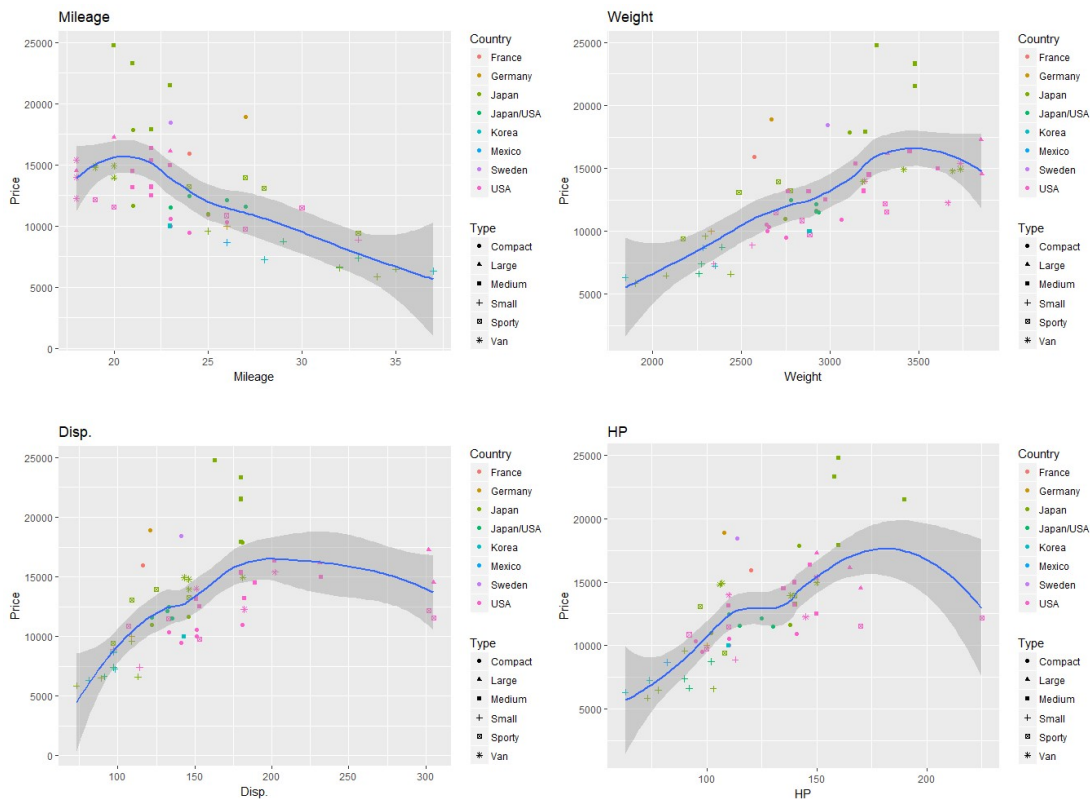 Mileage
25000
20000
15000
10000
5000
0
Price
20
25
30
35
Mileage
Country
France
Germany
Japan
Japan/USA
Korea
Mexico
Sweden
USA
Type
Compact
Large
Medium
Small
Sporty
Van
Weight
25000
20000
15000
10000
5000
Price
2000
2500
3000
3500
Weight
Country
France
Germany
Japan
Japan/USA
Korea
Mexico
Sweden
USA
Type
Compact
Large
Medium
Small
Sporty
Van
Disp.
25000
20000
15000
10000
5000
0
Price
100
150
200
250
300
Disp.
Country
France
Germany
Japan
Japan/USA
Korea
Mexico
Sweden
USA
Type
Compact
Large
Medium
Small
Sporty
Van
HP
25000
20000
15000
10000
5000
Price
100
150
200
HP
Country
France
Germany
Japan
Japan/USA
Korea
Mexico
Sweden
USA
Type
Compact
Large
Medium
Small
Sporty
Van